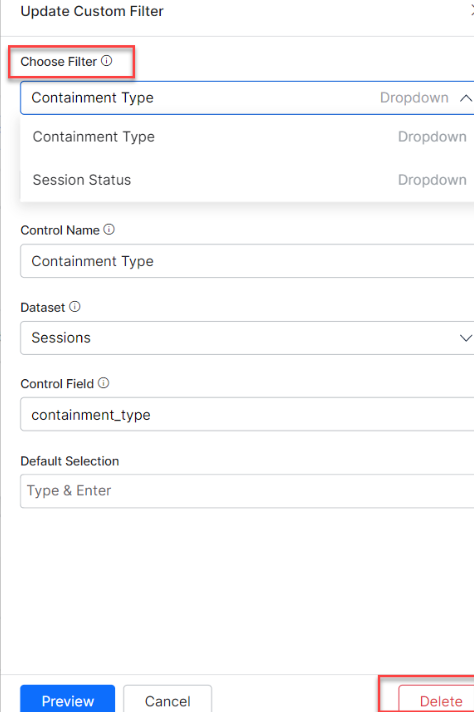 Update Custom Filter
Choose Filter
Containment Type Dropdown
Containment Type Dropdown
Session Status Dropdown
Control Name
Containment Type
Dataset
Sessions
Control Field
containment_type
Default Selection
Type & Enter
Preview Cancel Delete